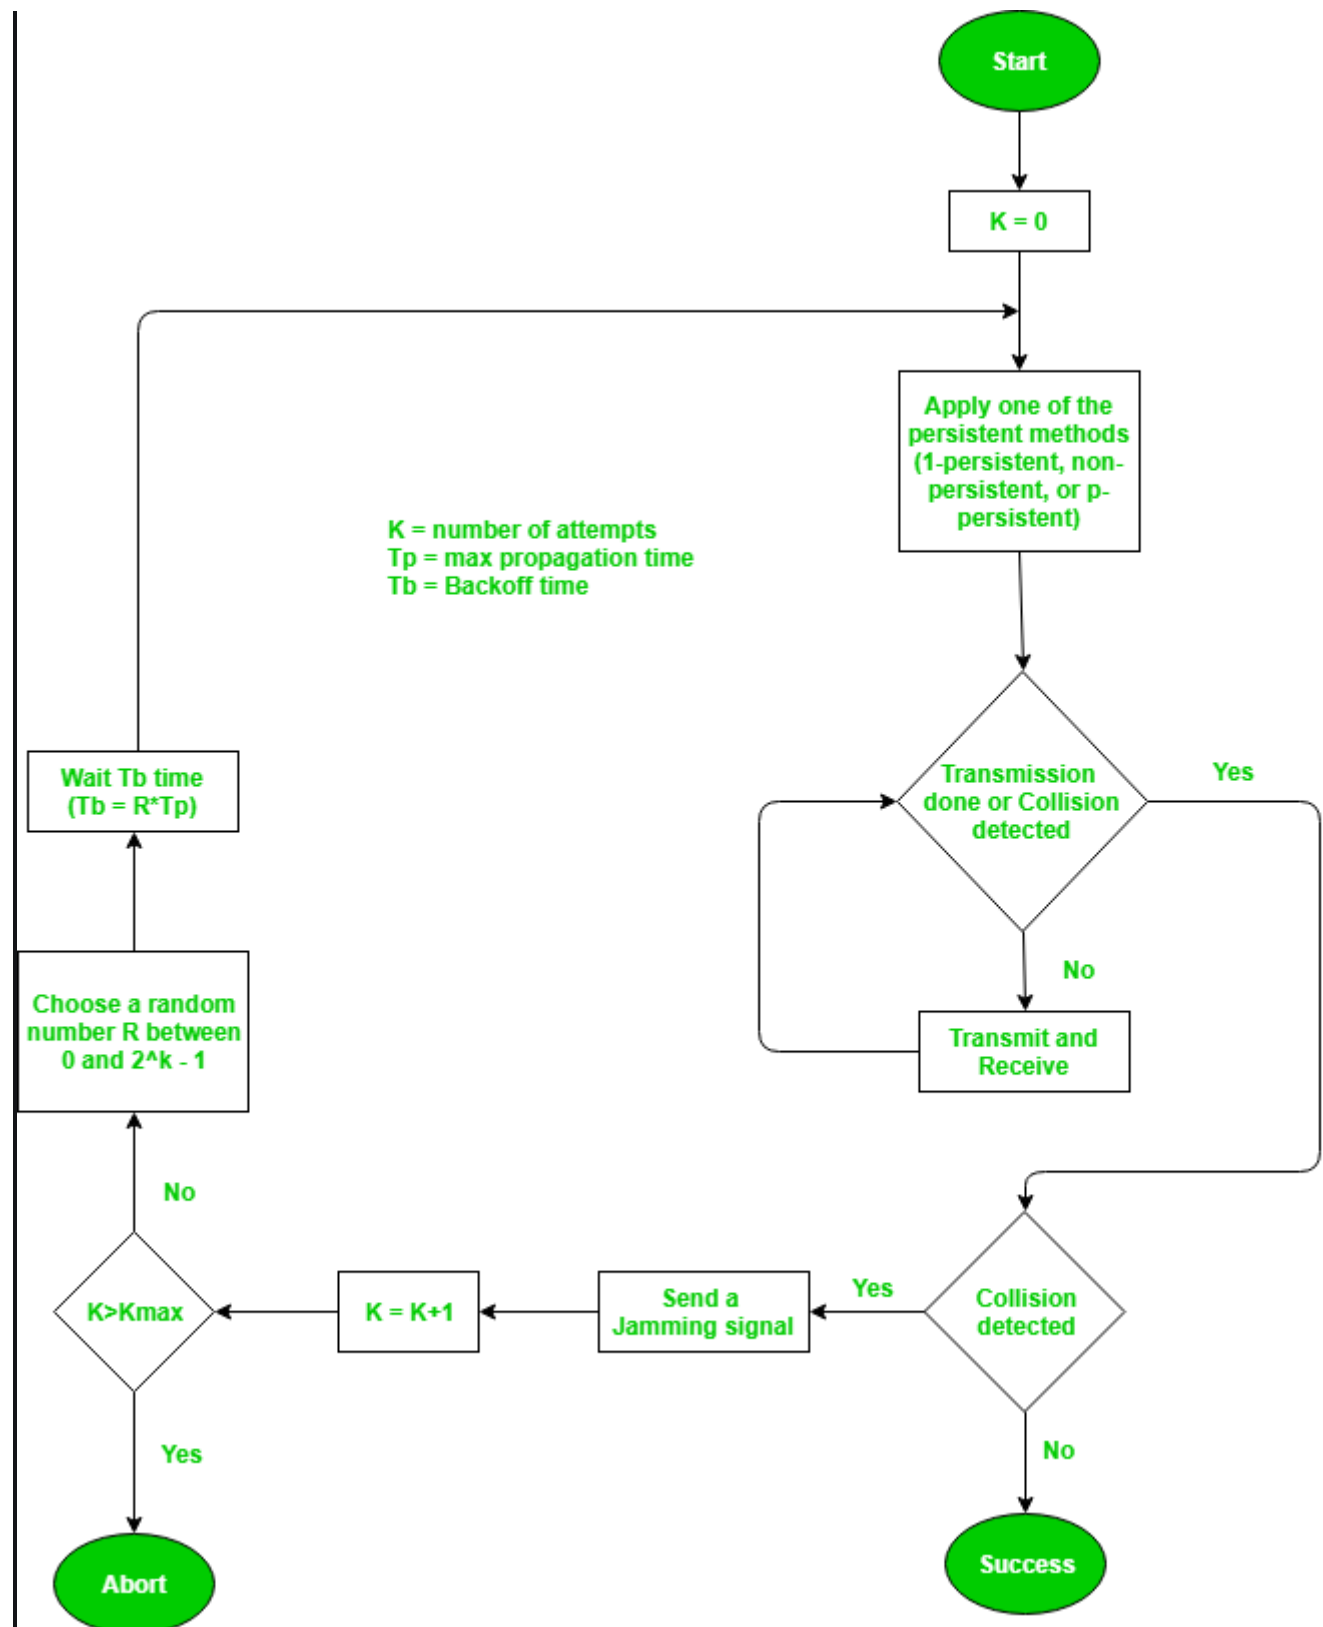 Start
K = 0
Apply one of the
persistent methods
(1-persistent, non-
persistent, or p-
persistent)
K = number of attempts
Tp = max propagation time
Tb = Backoff time
Transmission
done or Collision
detected
Yes
No
Transmit and
Receive
Wait Tb time
(Tb = R*Tp)
Choose a random
number R between
0 and 2^k - 1
No
K>Kmax
K = K+1
Send a
Jamming signal
Yes
Collision
detected
Yes
No
Abort
Success